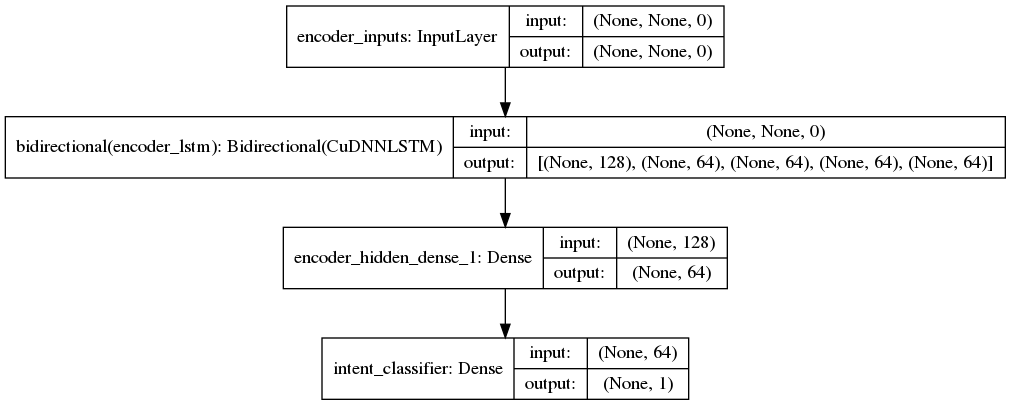 encoder_inputs: InputLayer
input:
(None, None, 0)
output:
(None, None, 0)
bidirectional(encoder_lstm): Bidirectional(CuDNNLSTM)
input:
(None, None, 0)
output:
[(None, 128), (None, 64), (None, 64), (None, 64), (None, 64)]
encoder_hidden_dense_1: Dense
input:
(None, 128)
output:
(None, 64)
intent_classifier: Dense
input:
(None, 64)
output:
(None, 1)